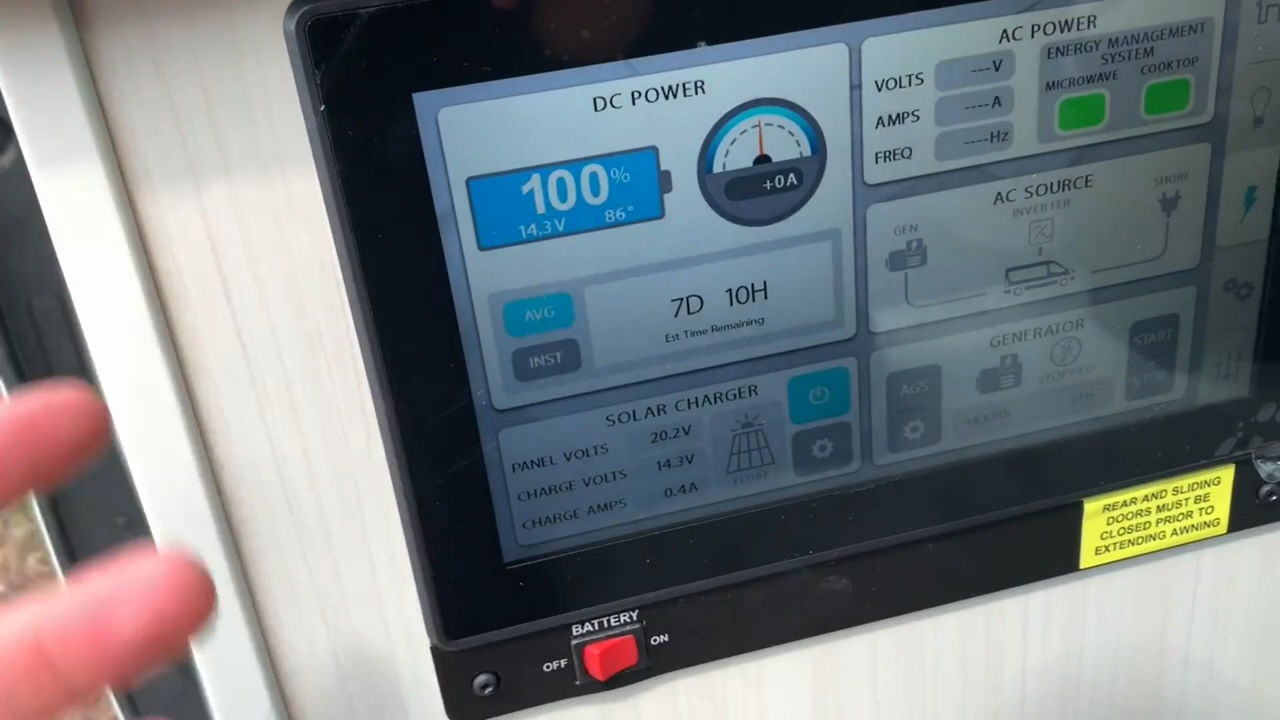 DC POWER
100%
14.3V 86°
+0A
AVG
INST
7D 10H
Est Time Remaining
SOLAR CHARGER
PANEL VOLTS 20.2V
CHARGE VOLTS 14.3V
CHARGE AMPS 0.4A
FLOAT
AC POWER
VOLTS ---V
AMPS ----A
FREQ ----Hz
ENERGY MANAGEMENT
SYSTEM
MICROWAVE COOKTOP
AC SOURCE
GEN
INVERTER
SHORE
GENERATOR
AGS
STOPPED
HOURS
START
STOP
BATTERY
OFF ON
REAR AND SLIDING
DOORS MUST BE
CLOSED PRIOR TO
EXTENDING AWNING